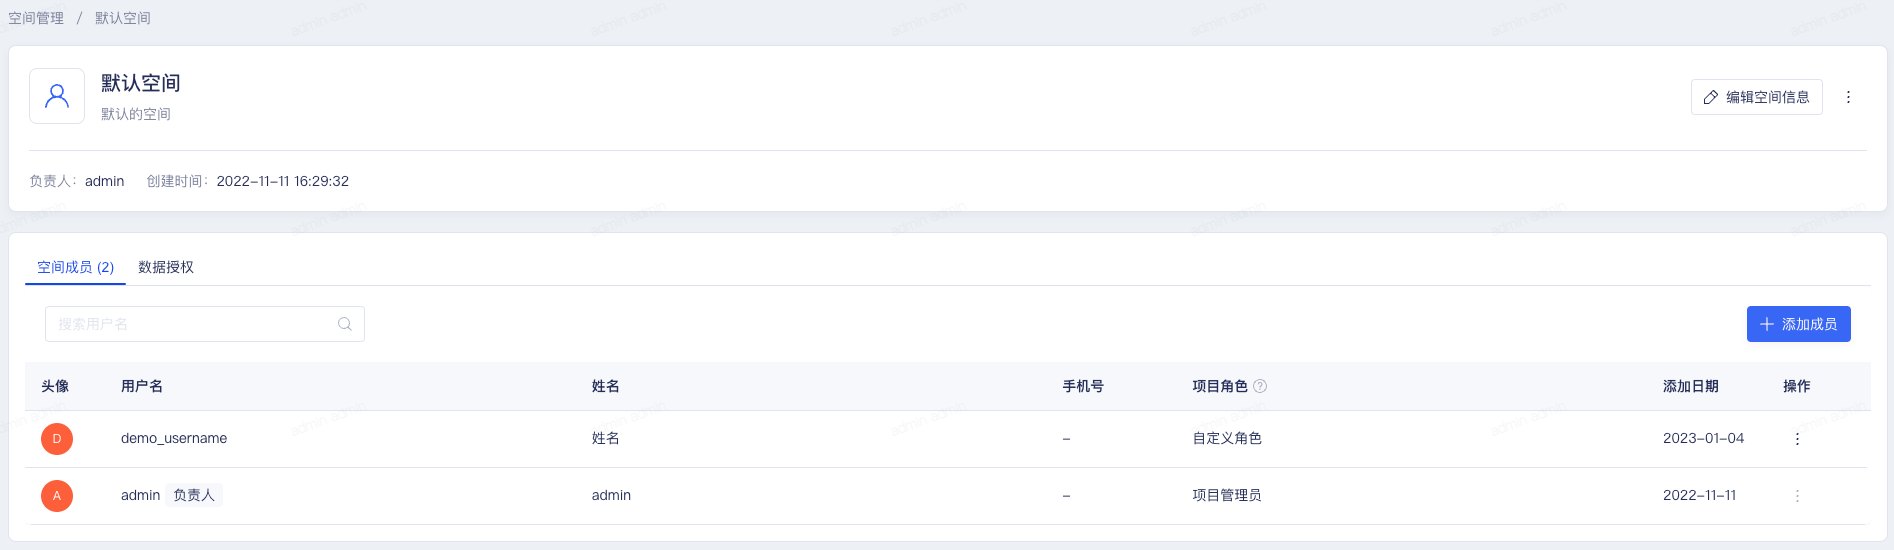 空间管理 / 默认空间
默认空间
默认的空间
编辑空间信息
负责人: admin 创建时间: 2022-11-11 16:29:32
空间成员 (2) 数据授权
搜索用户名
添加成员
头像 用户名 姓名 手机号 项目角色 添加日期 操作
D demo_username 姓名 - 自定义角色 2023-01-04
A admin 负责人 admin - 项目管理员 2022-11-11